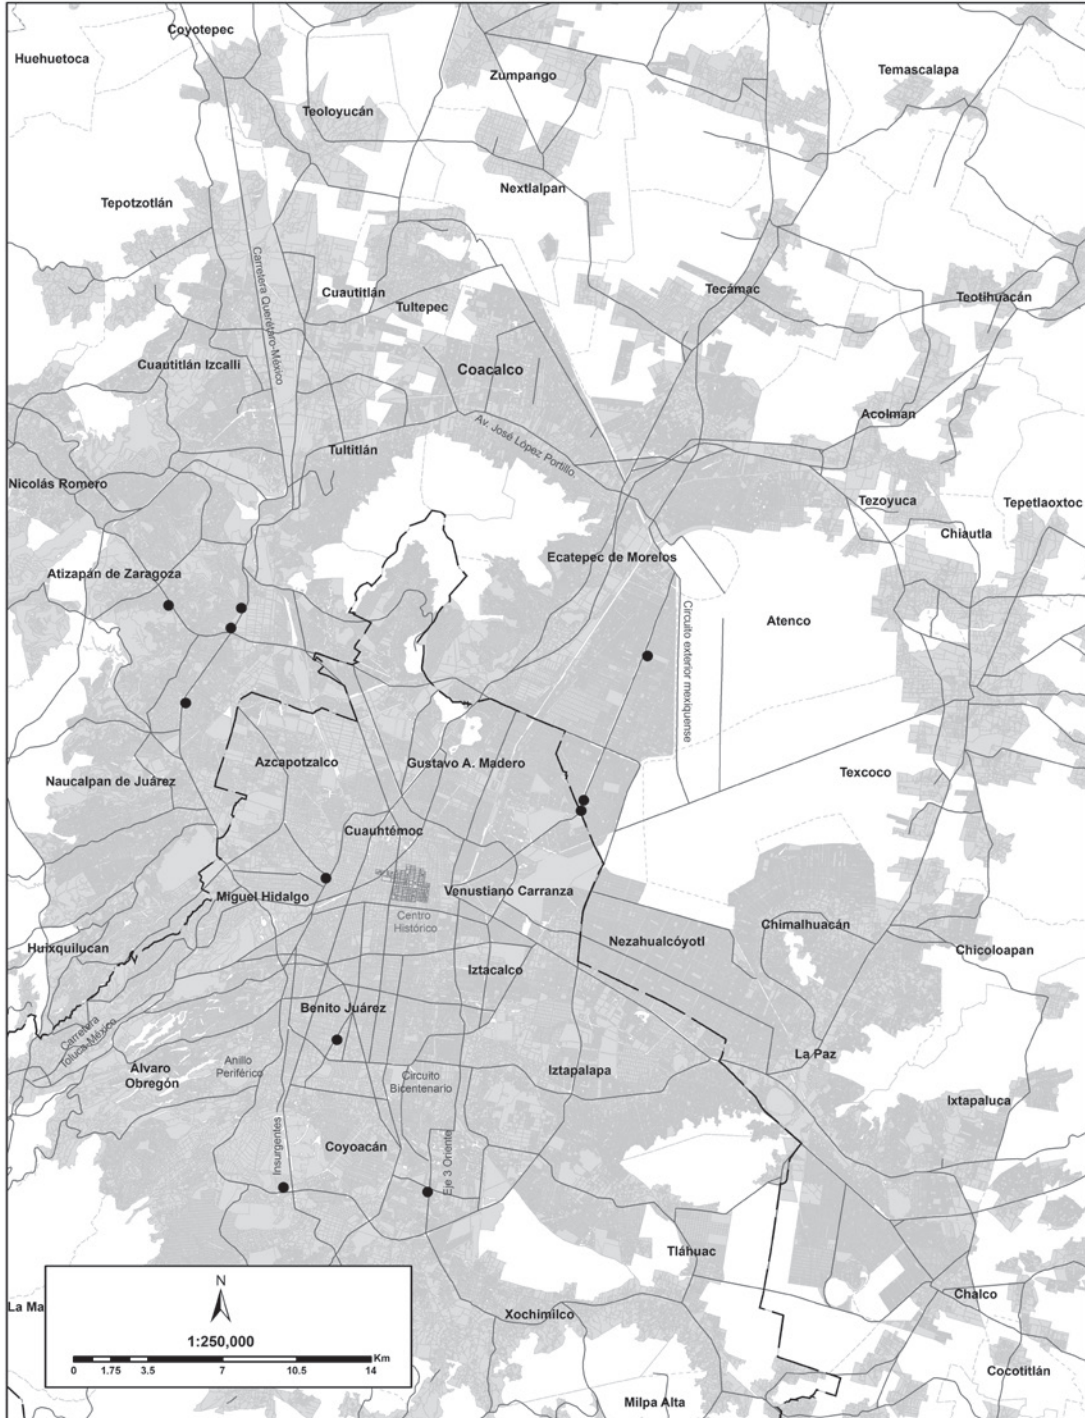 Coyotepec
Huehuetoca
Zumpango
Temascalapa
Teoloyucán
Nextlalpan
Tepotzotlán
Carretera Querétaro-México
Cuautitlán
Tultepec
Tecámac
Teotihuacán
Cuautitlán Izcalli
Coacalco
Acolman
Av. José López Portillo.
Tultitlán
Nicolás Romero
Tezoyuca
Tepetlaoxtoc
Chiautla
Ecatepec de Morelos
Atizapán de Zaragoza
Atenco
Circuito exterior mexiquense
Azcapotzalco
Gustavo A. Madero
Texcoco
Naucalpan de Juárez
Cuauhtémoc
Miguel Hidalgo
Venustiano Carranza
Centro
Histórico
Chimalhuacán
Nezahualcóyotl
Huixquilucan
Chicoloapan
Iztacalco
Benito Juárez
Carretera
Toluca-México
La Paz
Álvaro
Obregón
Anillo
Periférico
Circuito
Bicentenario
Iztapalapa
Ixtapaluca
Insurgentes
Coyoacán
Eje 3 Oriente
Tláhuac
Chalco
La Ma
Xochimilco
N
1:250,000
Km
0 1.75 3.5 7 10.5 14
Cocotitlán
Milpa Alta